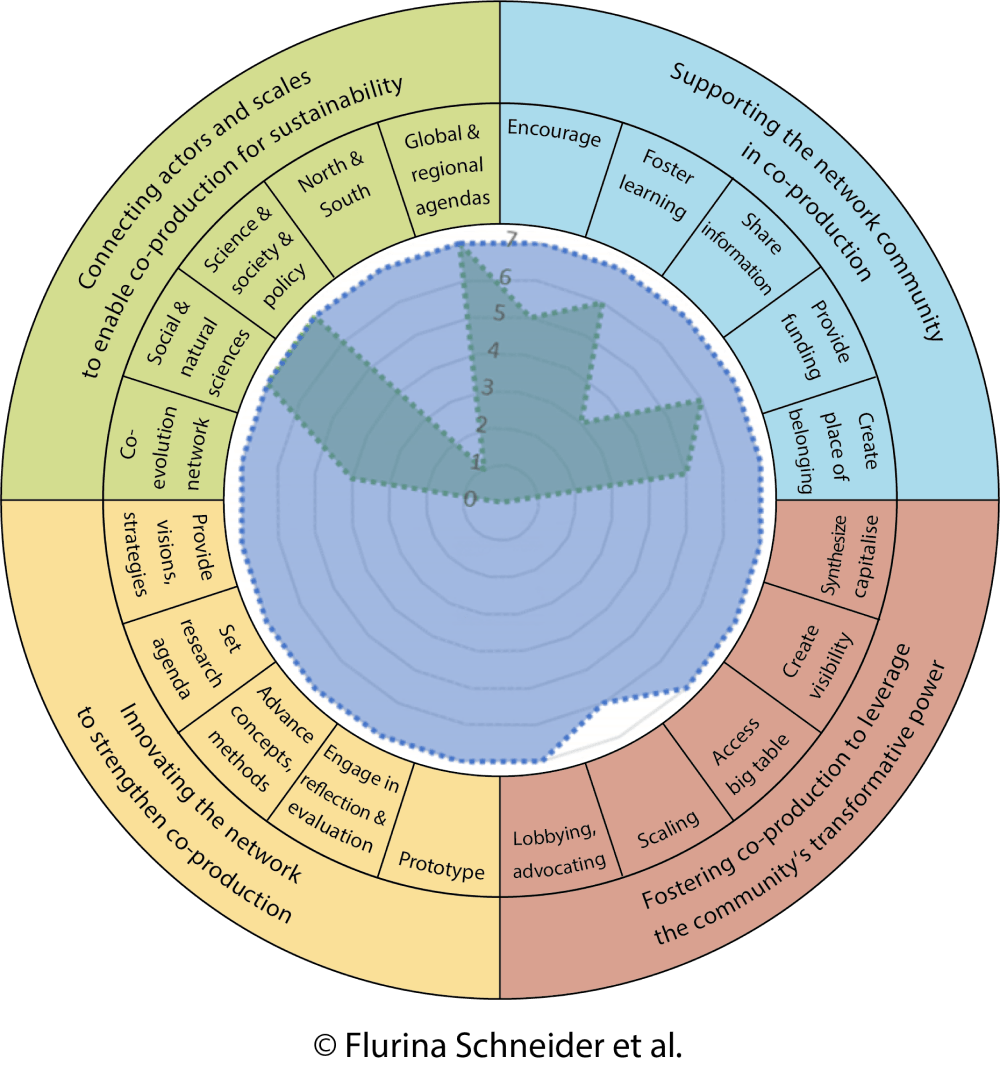 Connecting actors and scales
to enable co-production for sustainability
Supporting the network community
in co-production
Global &
regional
agendas
Encourage
North &
South
Foster
learning
Science &
society &
policy
Share
information
Social &
natural
sciences
Provide
funding
Co-
evolution
network
Create
place of
belonging
7
6
5
4
3
2
1
0
Provide
visions,
strategies
Synthesize
capitalise
Set
research
agenda
Create
visibility
Advance
concepts,
methods
Access
big table
Engage in
reflection &
evaluation
Scaling
Prototype
Lobbying,
advocating
Innovating the network
to strengthen co-production
Fostering co-production to leverage
the community's transformative power
© Flurina Schneider et al.